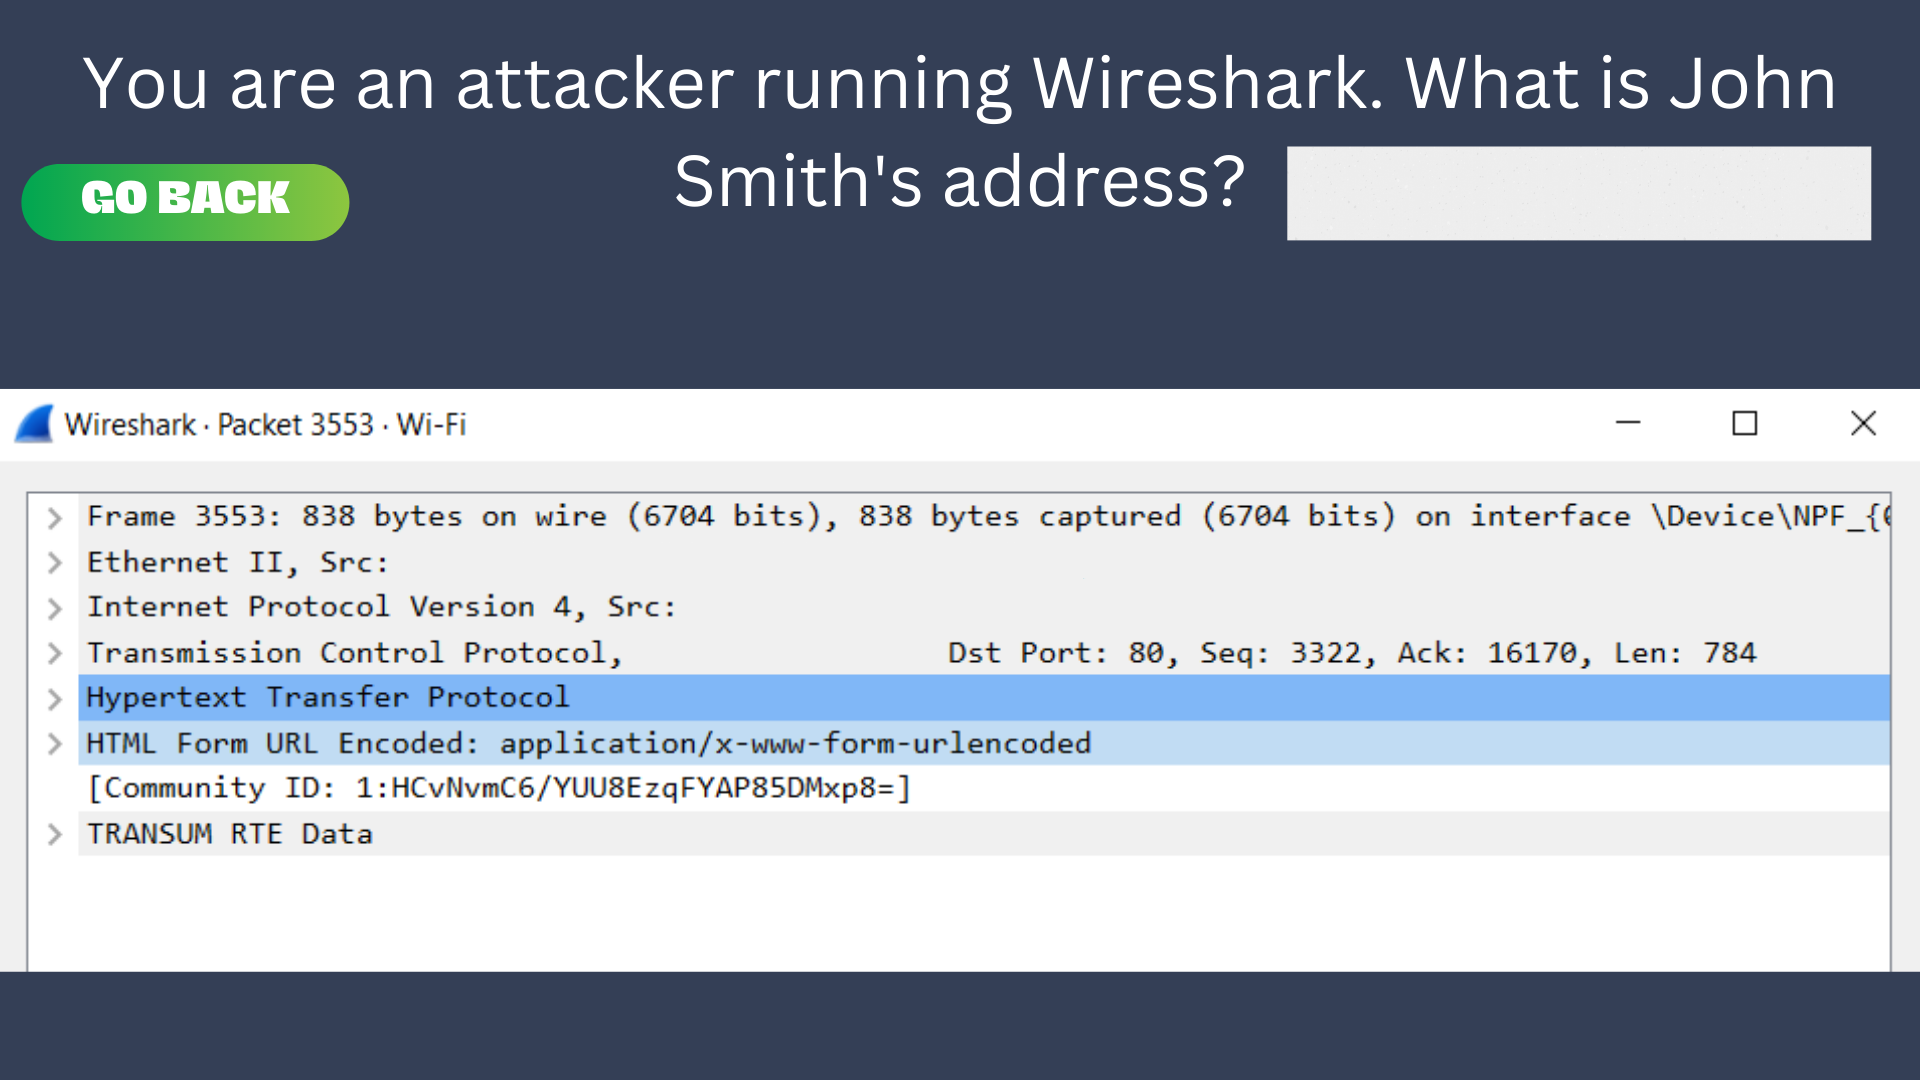 You are an attacker running Wireshark. What is John
Smith's address?
GO BACK
Wireshark · Packet 3553 · Wi-Fi
Frame 3553: 838 bytes on wire (6704 bits), 838 bytes captured (6704 bits) on interface \Device\NPF_{
Ethernet II, Src:
Internet Protocol Version 4, Src:
Transmission Control Protocol, Dst Port: 80, Seq: 3322, Ack: 16170, Len: 784
Hypertext Transfer Protocol
HTML Form URL Encoded: application/x-www-form-urlencoded
[Community ID: 1:HCvNvmC6/YUU8EzqFYAP85DMxp8=]
TRANSUM RTE Data